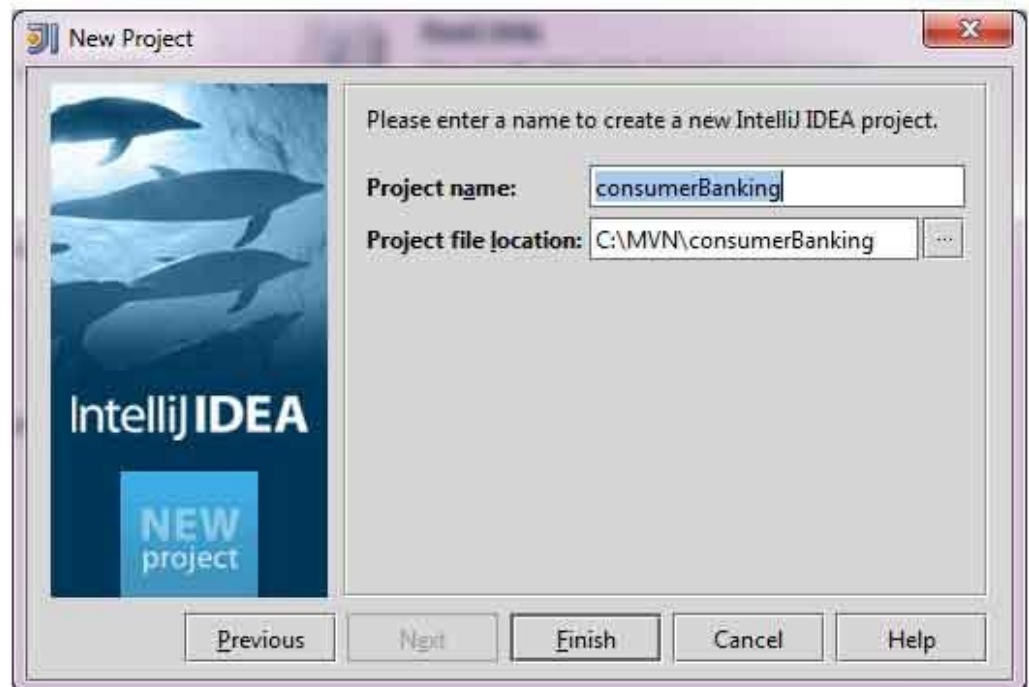 New Project
Please enter a name to create a new IntelliJ IDEA project.
Project name: consumerBanking
Project file location: C:\MVN\consumerBanking ...
IntelliJ IDEA
NEW
project
Previous Next Finish Cancel Help